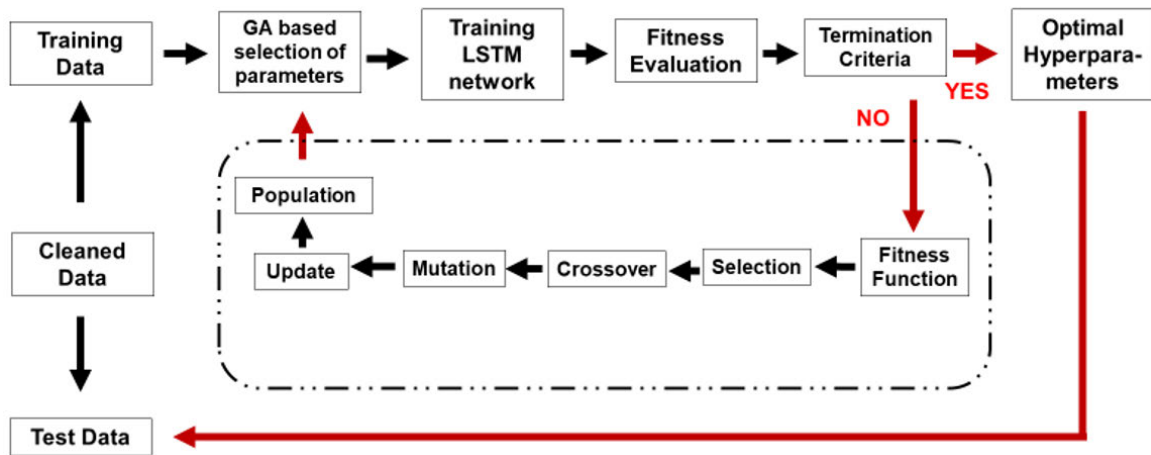 Training
Data
GA based
selection of
parameters
Training
LSTM
network
Fitness
Evaluation
Termination
Criteria
YES
NO
Optimal
Hyperpara-
meters
Population
Cleaned
Data
Update
Mutation
Crossover
Selection
Fitness
Function
Test Data